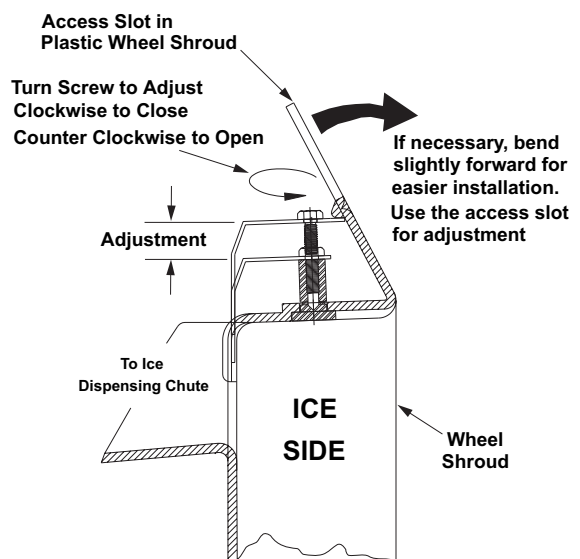 Access Slot in
Plastic Wheel Shroud
Turn Screw to Adjust
Clockwise to Close
Counter Clockwise to Open
If necessary, bend
slightly forward for
easier installation.
Use the access slot
for adjustment
Adjustment
To Ice
Dispensing Chute
ICE
SIDE
Wheel
Shroud